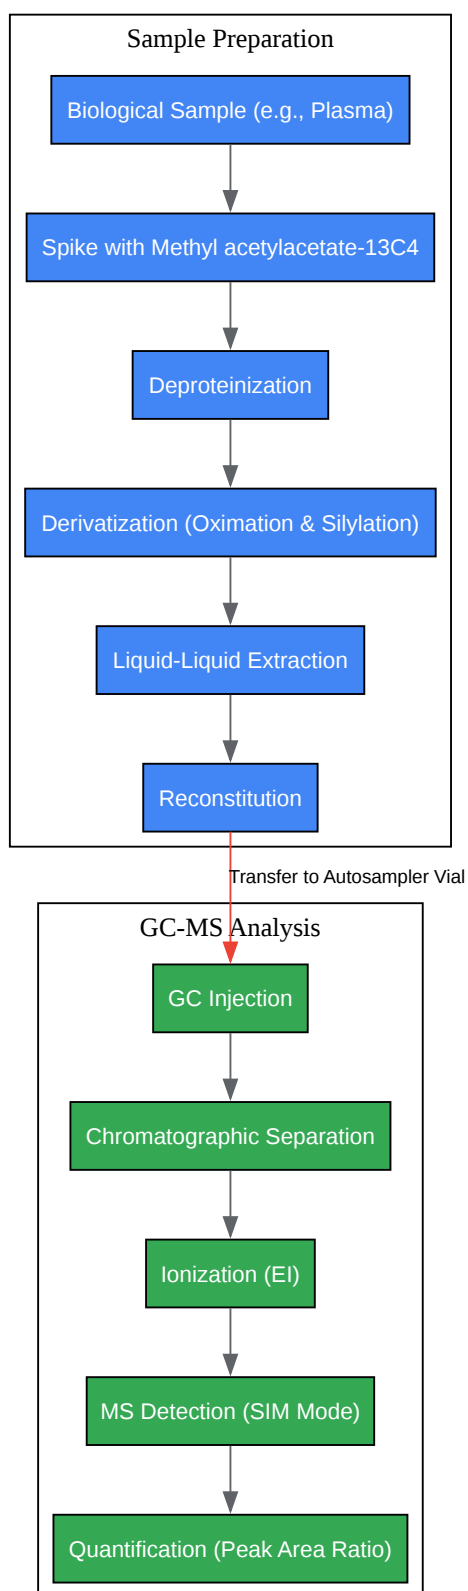 Sample Preparation
Biological Sample (e.g., Plasma)
Spike with Methyl acetylacetate-13C4
Deproteinization
Derivatization (Oximation & Silylation)
Liquid-Liquid Extraction
Reconstitution
Transfer to Autosampler Vial
GC-MS Analysis
GC Injection
Chromatographic Separation
Ionization (EI)
MS Detection (SIM Mode)
Quantification (Peak Area Ratio)